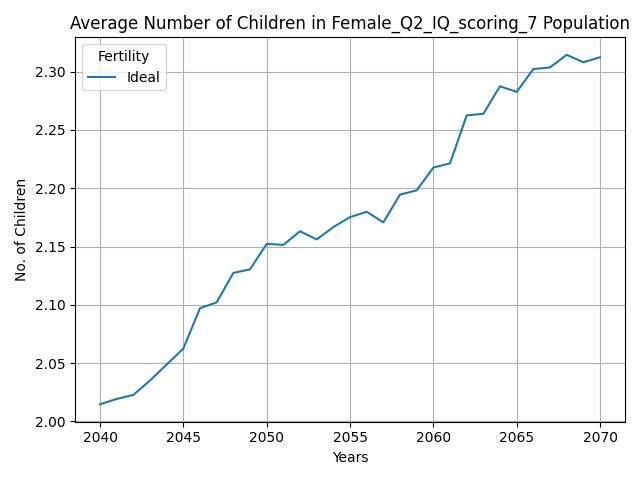 Average Number of Children in Female_Q2_IQ_scoring_7 Population
Fertility
Ideal
No. of Children
2.30
2.25
2.20
2.15
2.10
2.05
2.00
2040 2045 2050 2055 2060 2065 2070
Years